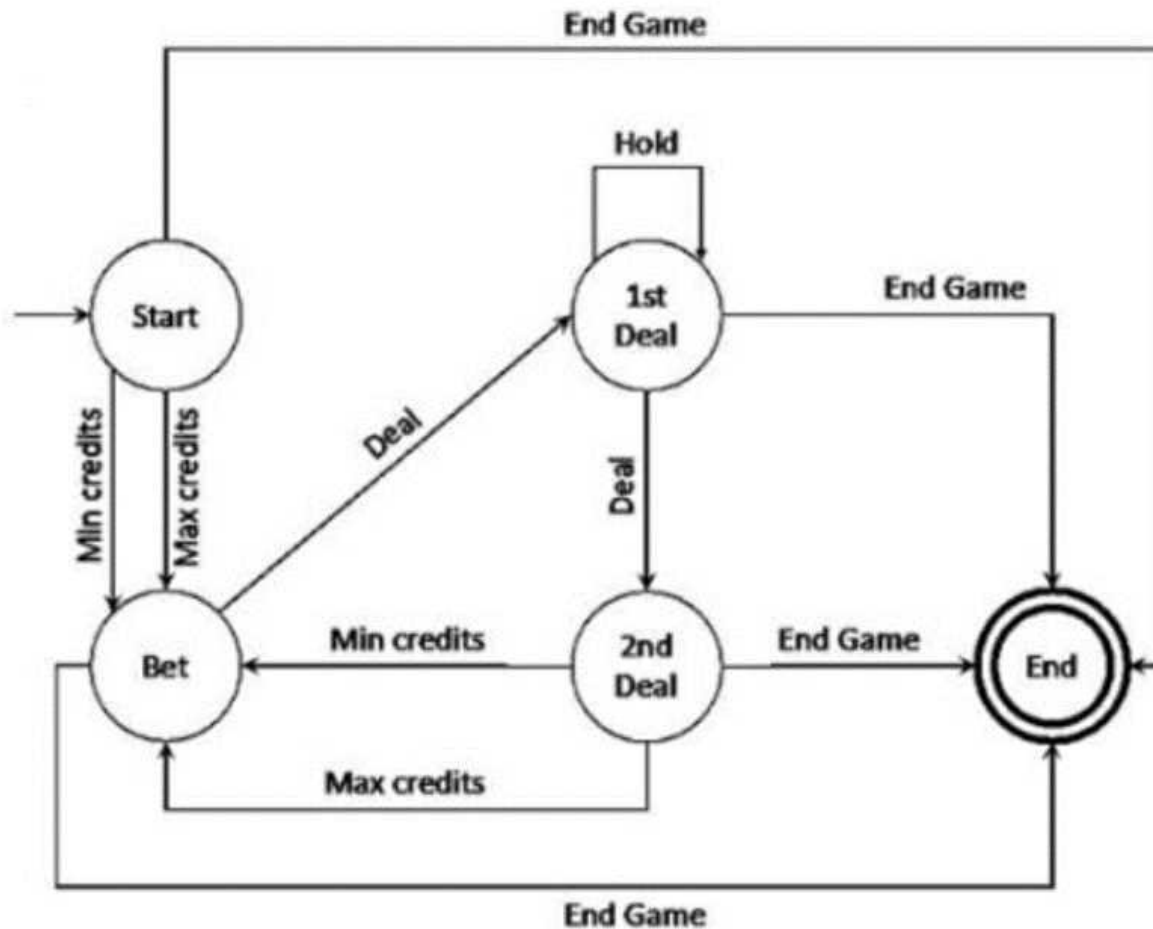 End Game
Hold
Start
1st
Deal
End Game
Min credits
Max credits
Deal
Deal
Bet
Min credits
2nd
Deal
End Game
End
Max credits
End Game